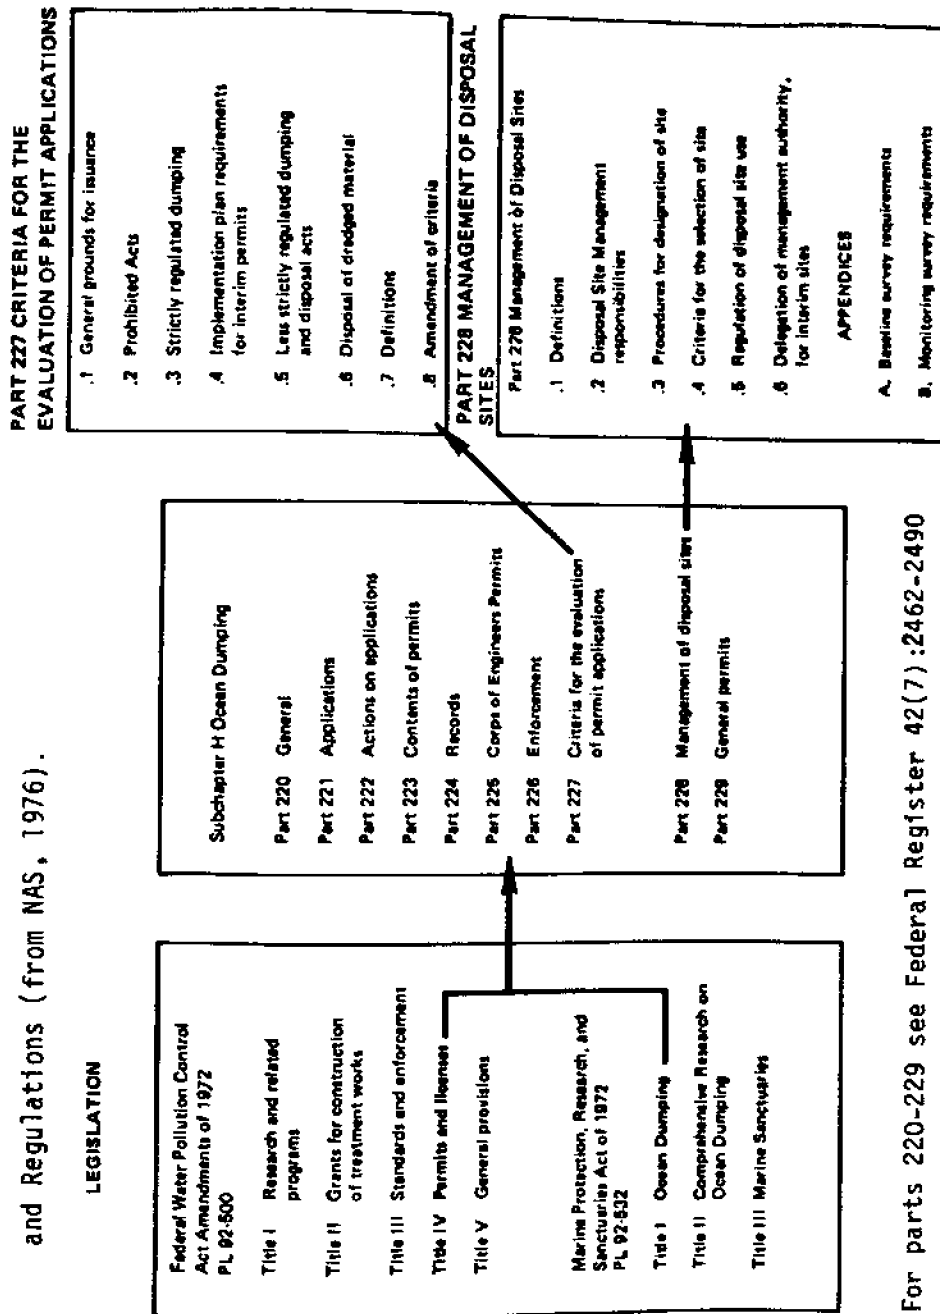 and Regulations (from NAS, 1976).
LEGISLATION
Federal Water Pollution Control
Act Amendments of 1972
PL 92-500
Title I Research and related
programs
Title II Grants for construction
of treatment works
Title III Standards and enforcement
Title IV Permits and licenses
Title V General provisions
Marine Protection, Research, and
Sanctuaries Act of 1972
PL 92-532
Title I Ocean Dumping
Title II Comprehensive Research on
Ocean Dumping
Title III Marine Sanctuaries
Subchapter H Ocean Dumping
Part 220 General
Part 221 Applications
Part 222 Actions on applications
Part 223 Contents of permits
Part 224 Records
Part 225 Corps of Engineers Permits
Part 226 Enforcement
Part 227 Criteria for the evaluation
of permit applications
Part 228 Management of disposal sites
Part 229 General permits
PART 227 CRITERIA FOR THE
EVALUATION OF PERMIT APPLICATIONS
.1 General grounds for issuance
.2 Prohibited Acts
.3 Strictly regulated dumping
.4 Implementation plan requirements
for interim permits
.5 Less strictly regulated dumping
and disposal acts
.6 Disposal of dredged material
.7 Definitions
.8 Amendment of criteria
PART 228 MANAGEMENT OF DISPOSAL
SITES
Part 228 Management of Disposal Sites
.1 Definitions
.2 Disposal Site Management
responsibilities
.3 Procedures for designation of site
.4 Criteria for the selection of site
.5 Regulation of disposal site use
.6 Delegation of management authority,
for interim sites
APPENDICES
A. Baseline survey requirements
B. Monitoring survey requirements
For parts 220-229 see Federal Register 42(7):2462-2490